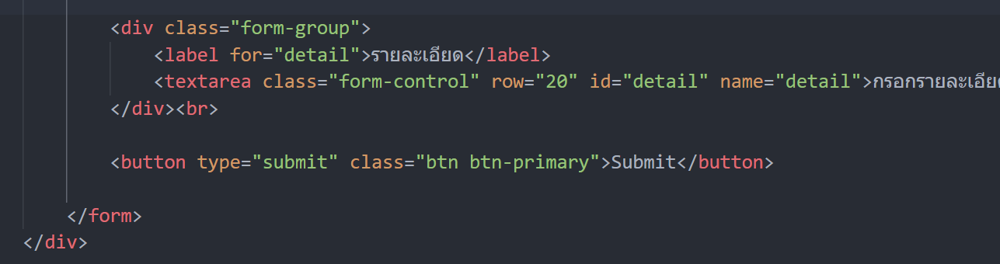 <div class="form-group">
<label for="detail">รายละเอียด</label>
<textarea class="form-control" row="20" id="detail" name="detail">กรอกรายละเอียด
</div><br>
<button type="submit" class="btn btn-primary">Submit</button>
</form>
</div>